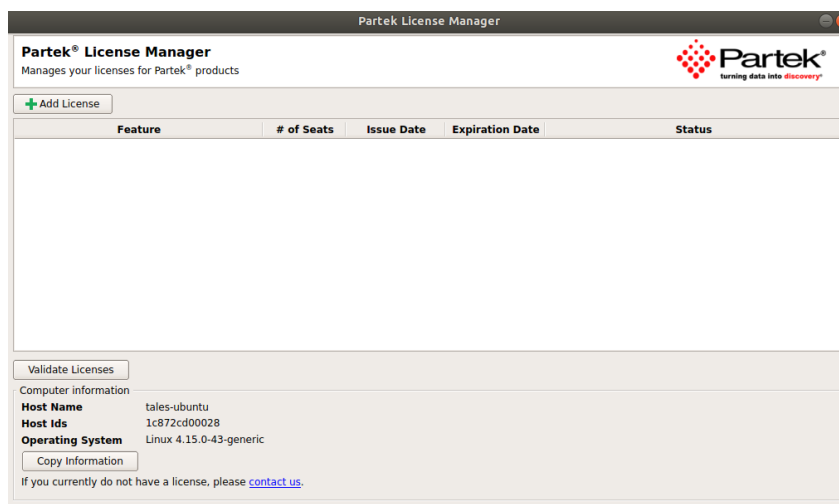 Partek License Manager
Partek® License Manager
Manages your licenses for Partek® products
Partek®
turning data into discovery®
Add License
Feature # of Seats Issue Date Expiration Date Status
Validate Licenses
Computer information
Host Name tales-ubuntu
Host Ids 1c872cd00028
Operating System Linux 4.15.0-43-generic
Copy Information
If you currently do not have a license, please contact us.